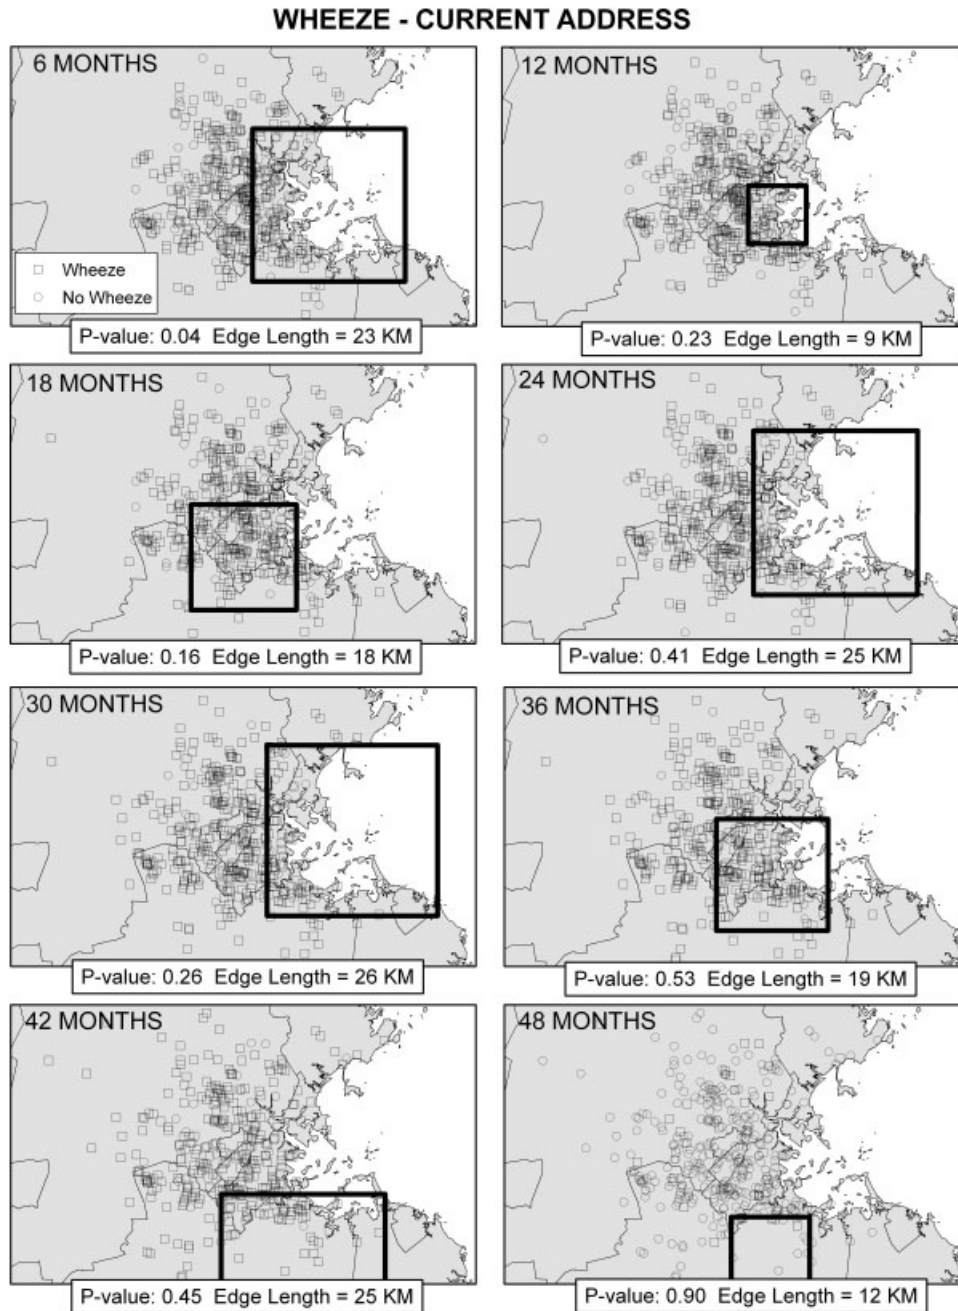 WHEEZE - CURRENT ADDRESS
6 MONTHS
12 MONTHS
Wheeze
No Wheeze
P-value: 0.04 Edge Length = 23 KM
P-value: 0.23 Edge Length = 9 KM
18 MONTHS
24 MONTHS
P-value: 0.16 Edge Length = 18 KM
P-value: 0.41 Edge Length = 25 KM
30 MONTHS
36 MONTHS
P-value: 0.26 Edge Length = 26 KM
P-value: 0.53 Edge Length = 19 KM
42 MONTHS
48 MONTHS
P-value: 0.45 Edge Length = 25 KM
P-value: 0.90 Edge Length = 12 KM